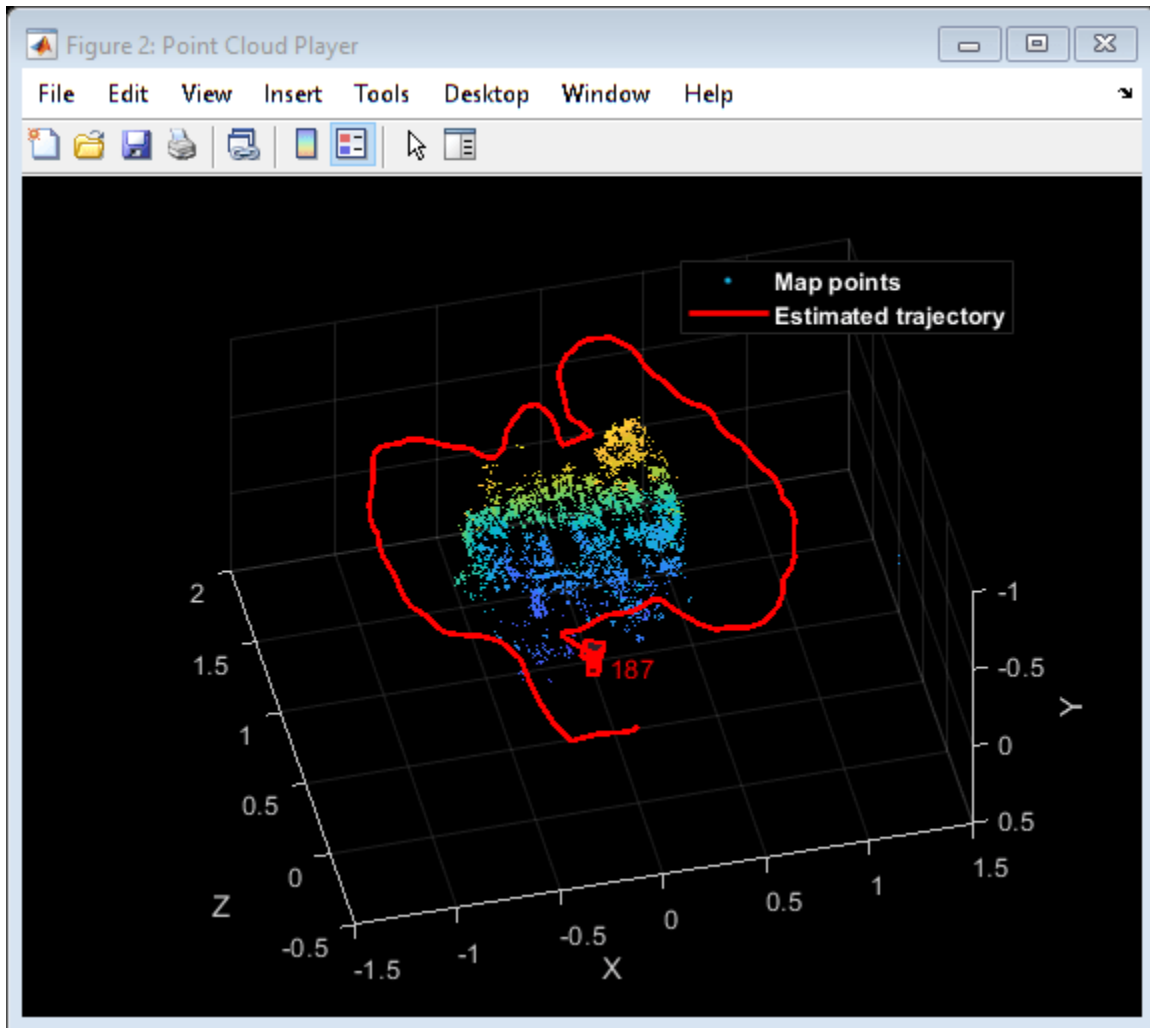 Figure 2: Point Cloud Player
File Edit View Insert Tools Desktop Window Help
Map points
Estimated trajectory
2
1.5
1
0.5
0
-0.5
Z
187
-1
-0.5
0
0.5
Y
-1.5
-1
-0.5
0
0.5
1
1.5
X